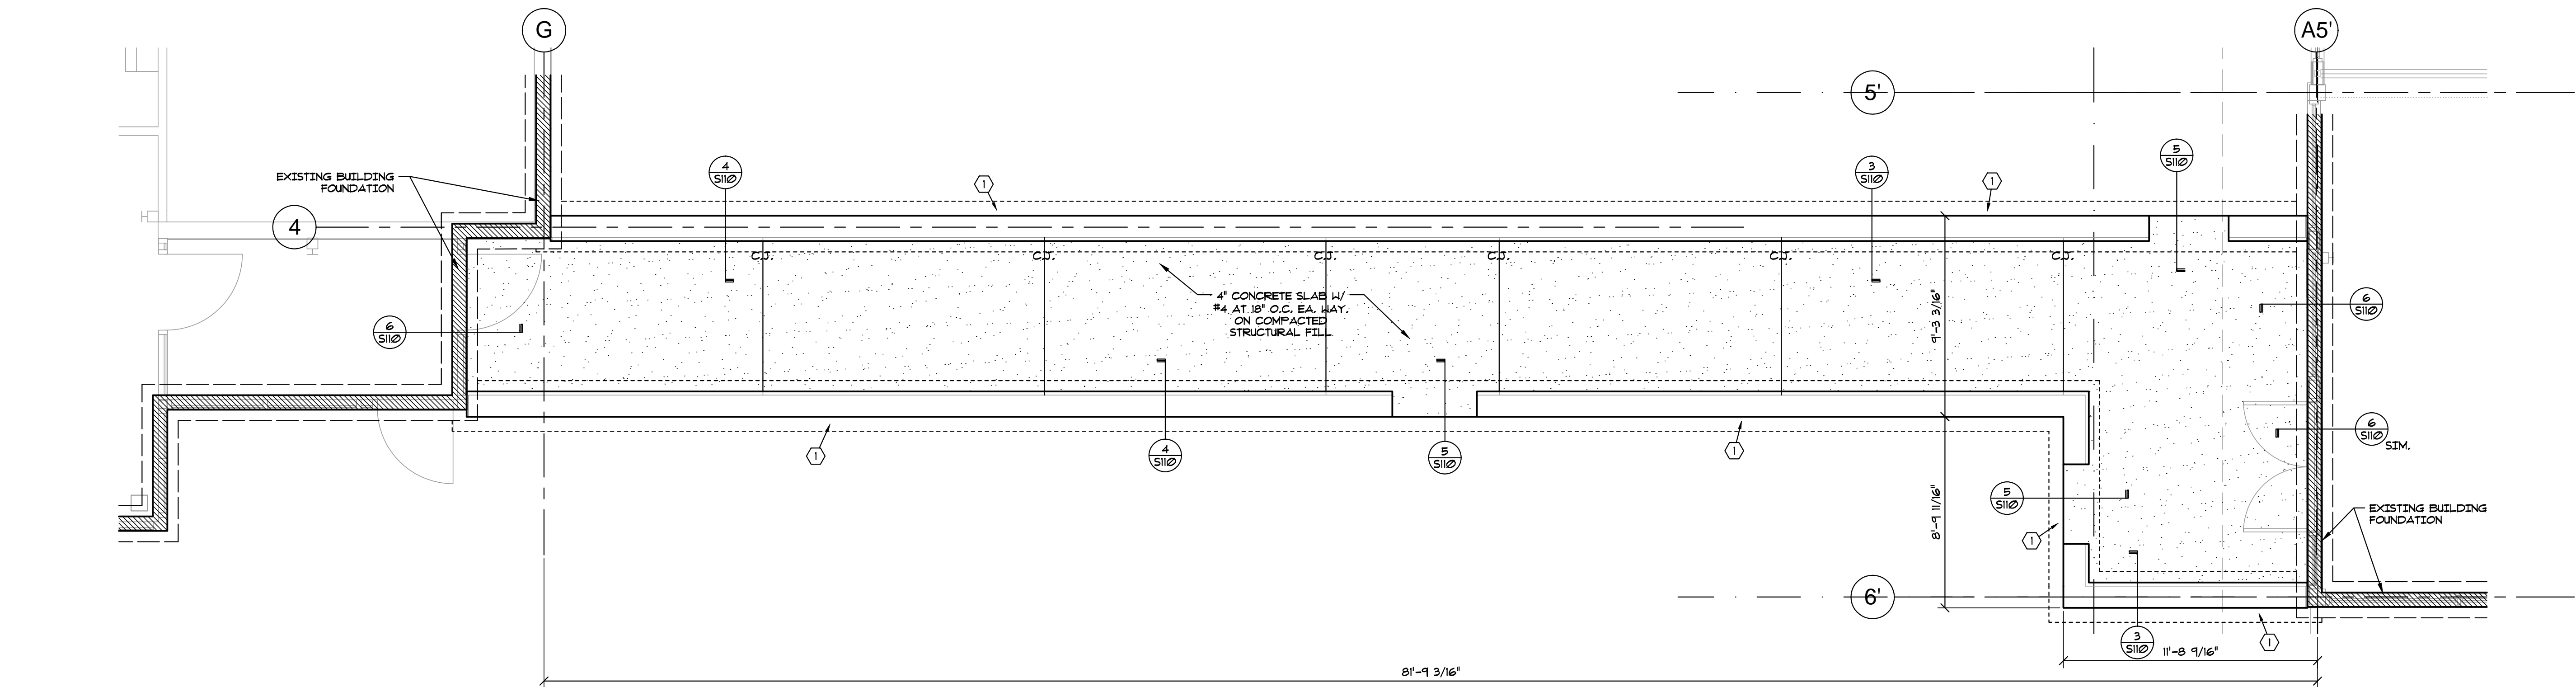 G
A5'
5'
4
S110
3
S110
5
S110
1
1
EXISTING BUILDING
FOUNDATION
4
C.J.
C.J.
C.J.
C.J.
C.J.
C.J.
4" CONCRETE SLAB W/
#4 AT 18" O.C. EA. WAY.
ON COMPACTED
STRUCTURAL FILL
9'-3 3/16"
6
S110
6
S110
6
S110
SIM.
1
4
S110
5
S110
1
5
S110
8'-9 11/16"
1
EXISTING BUILDING
FOUNDATION
6'
3
S110
1
11'-8 9/16"
81'-9 3/16"